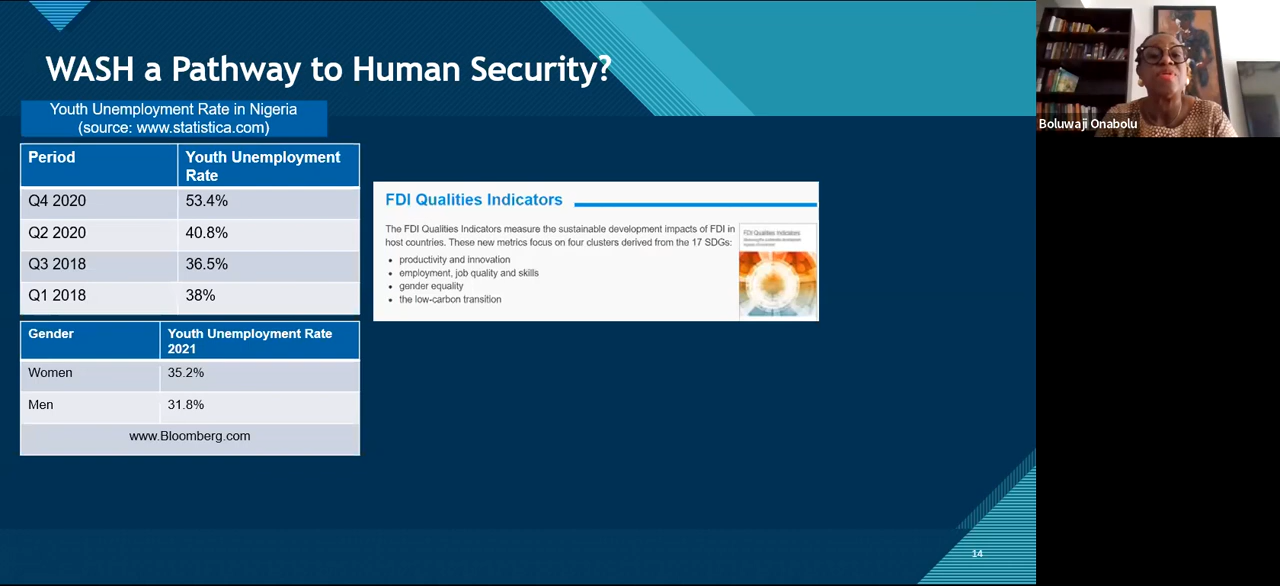 WASH a Pathway to Human Security?
Youth Unemployment Rate in Nigeria
(source: www.statistica.com)
Period Youth Unemployment
Rate
Q4 2020 53.4%
Q2 2020 40.8%
Q3 2018 36.5%
Q1 2018 38%
Gender Youth Unemployment Rate
2021
Women 35.2%
Men 31.8%
www.Bloomberg.com
FDI Qualities Indicators
The FDI Qualities Indicators measure the sustainable development impacts of FDI in
host countries. These new metrics focus on four clusters derived from the 17 SDGs:
• productivity and innovation
• employment, job quality and skills
• gender equality
• the low-carbon transition
FDI Qualities Indicators
14
Boluwaji Onabolu